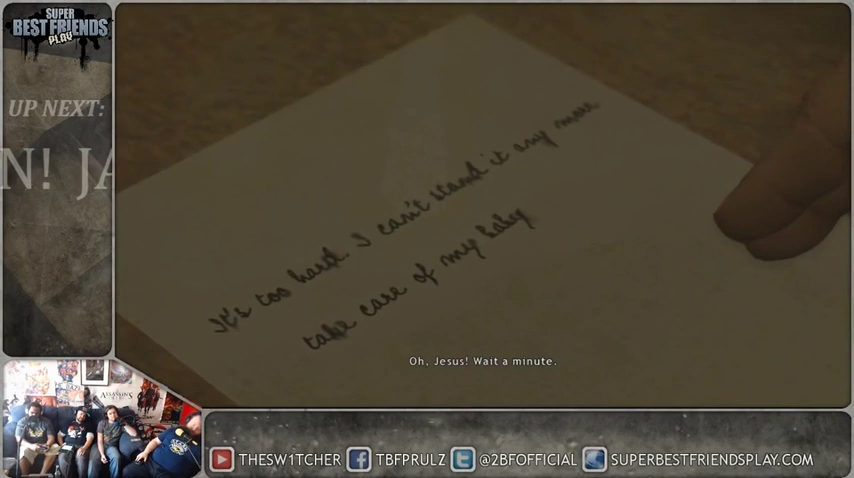 SUPER
BEST FRIENDS
PLAY
UP NEXT:
N! JA
It's too hard. I can't stand it any more
take care of my baby
Oh, Jesus! Wait a minute.
ASSASSIN'S
THESW1TCHER
TBFPRULZ
@2BFOFFICIAL
SUPERBESTFRIENDSPLAY.COM